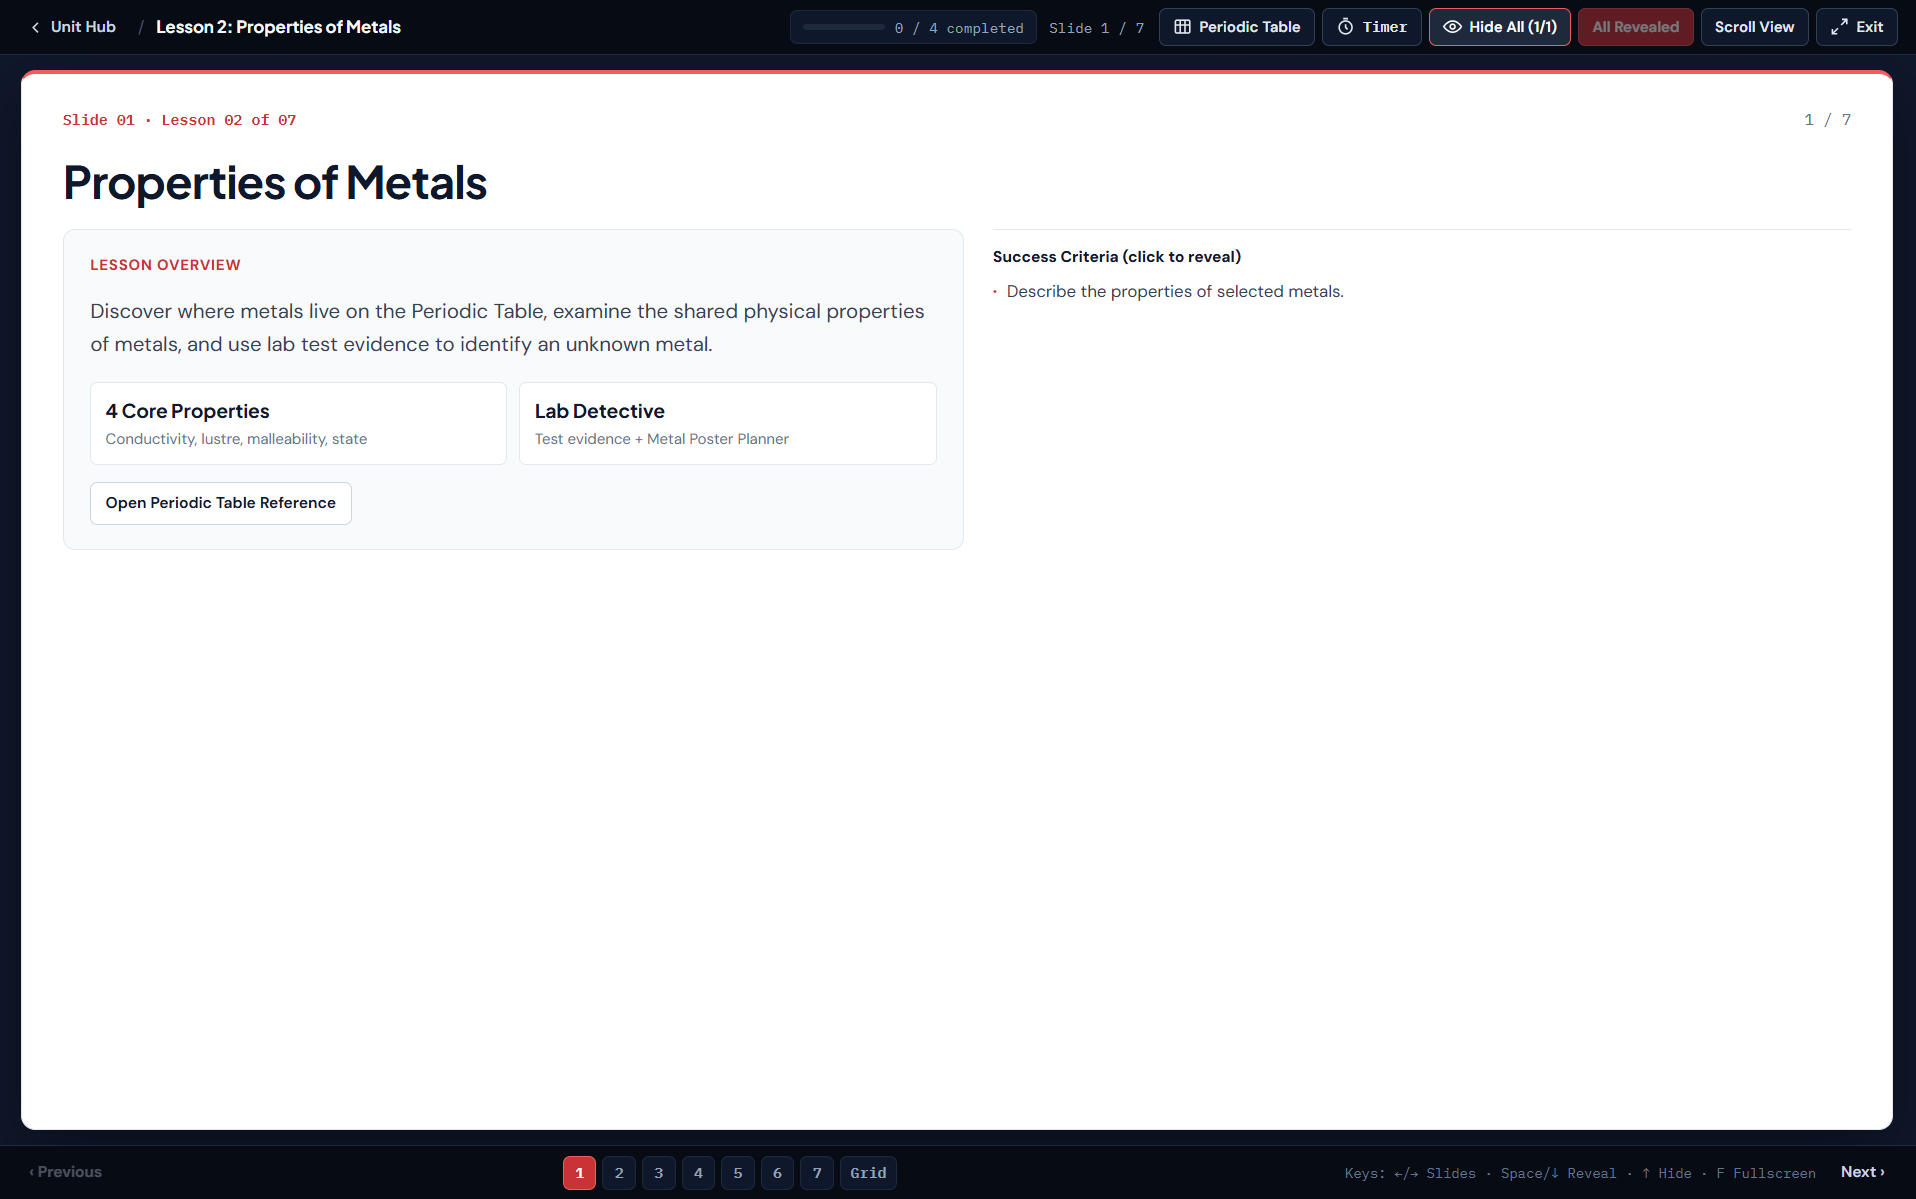 ‹ Unit Hub / Lesson 2: Properties of Metals
0 / 4 completed
Slide 1 / 7
Periodic Table
Timer
Hide All (1/1)
All Revealed
Scroll View
Exit
Slide 01 · Lesson 02 of 07
1 / 7
Properties of Metals
LESSON OVERVIEW
Discover where metals live on the Periodic Table, examine the shared physical properties
of metals, and use lab test evidence to identify an unknown metal.
4 Core Properties
Conductivity, lustre, malleability, state
Lab Detective
Test evidence + Metal Poster Planner
Open Periodic Table Reference
Success Criteria (click to reveal)
· Describe the properties of selected metals.
‹ Previous
1 2 3 4 5 6 7 Grid
Keys: ←/→ Slides · Space/↓ Reveal · ↑ Hide · F Fullscreen
Next ›